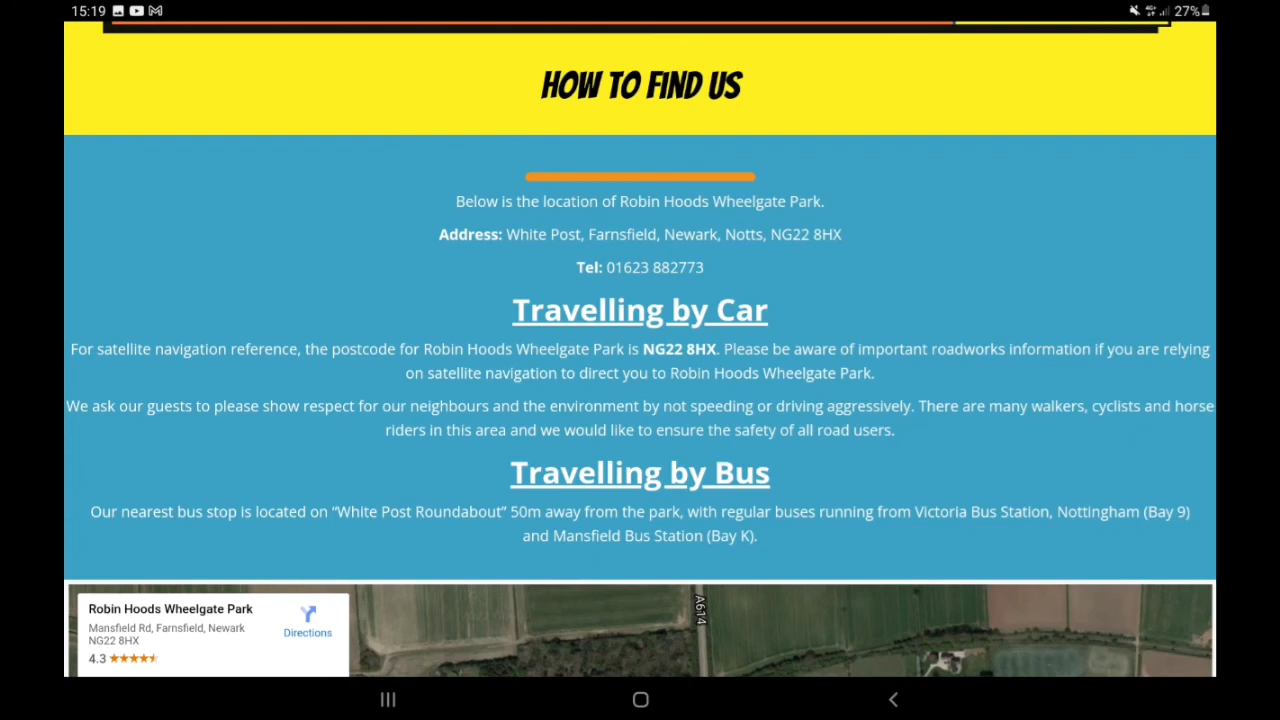 15:19
27%
HOW TO FIND US
Below is the location of Robin Hoods Wheelgate Park.
Address: White Post, Farnsfield, Newark, Notts, NG22 8HX
Tel: 01623 882773
Travelling by Car
For satellite navigation reference, the postcode for Robin Hoods Wheelgate Park is NG22 8HX. Please be aware of important roadworks information if you are relying
on satellite navigation to direct you to Robin Hoods Wheelgate Park.
We ask our guests to please show respect for our neighbours and the environment by not speeding or driving aggressively. There are many walkers, cyclists and horse
riders in this area and we would like to ensure the safety of all road users.
Travelling by Bus
Our nearest bus stop is located on “White Post Roundabout” 50m away from the park, with regular buses running from Victoria Bus Station, Nottingham (Bay 9)
and Mansfield Bus Station (Bay K).
Robin Hoods Wheelgate Park
Mansfield Rd, Farnsfield, Newark
NG22 8HX
Directions
4.3
A614